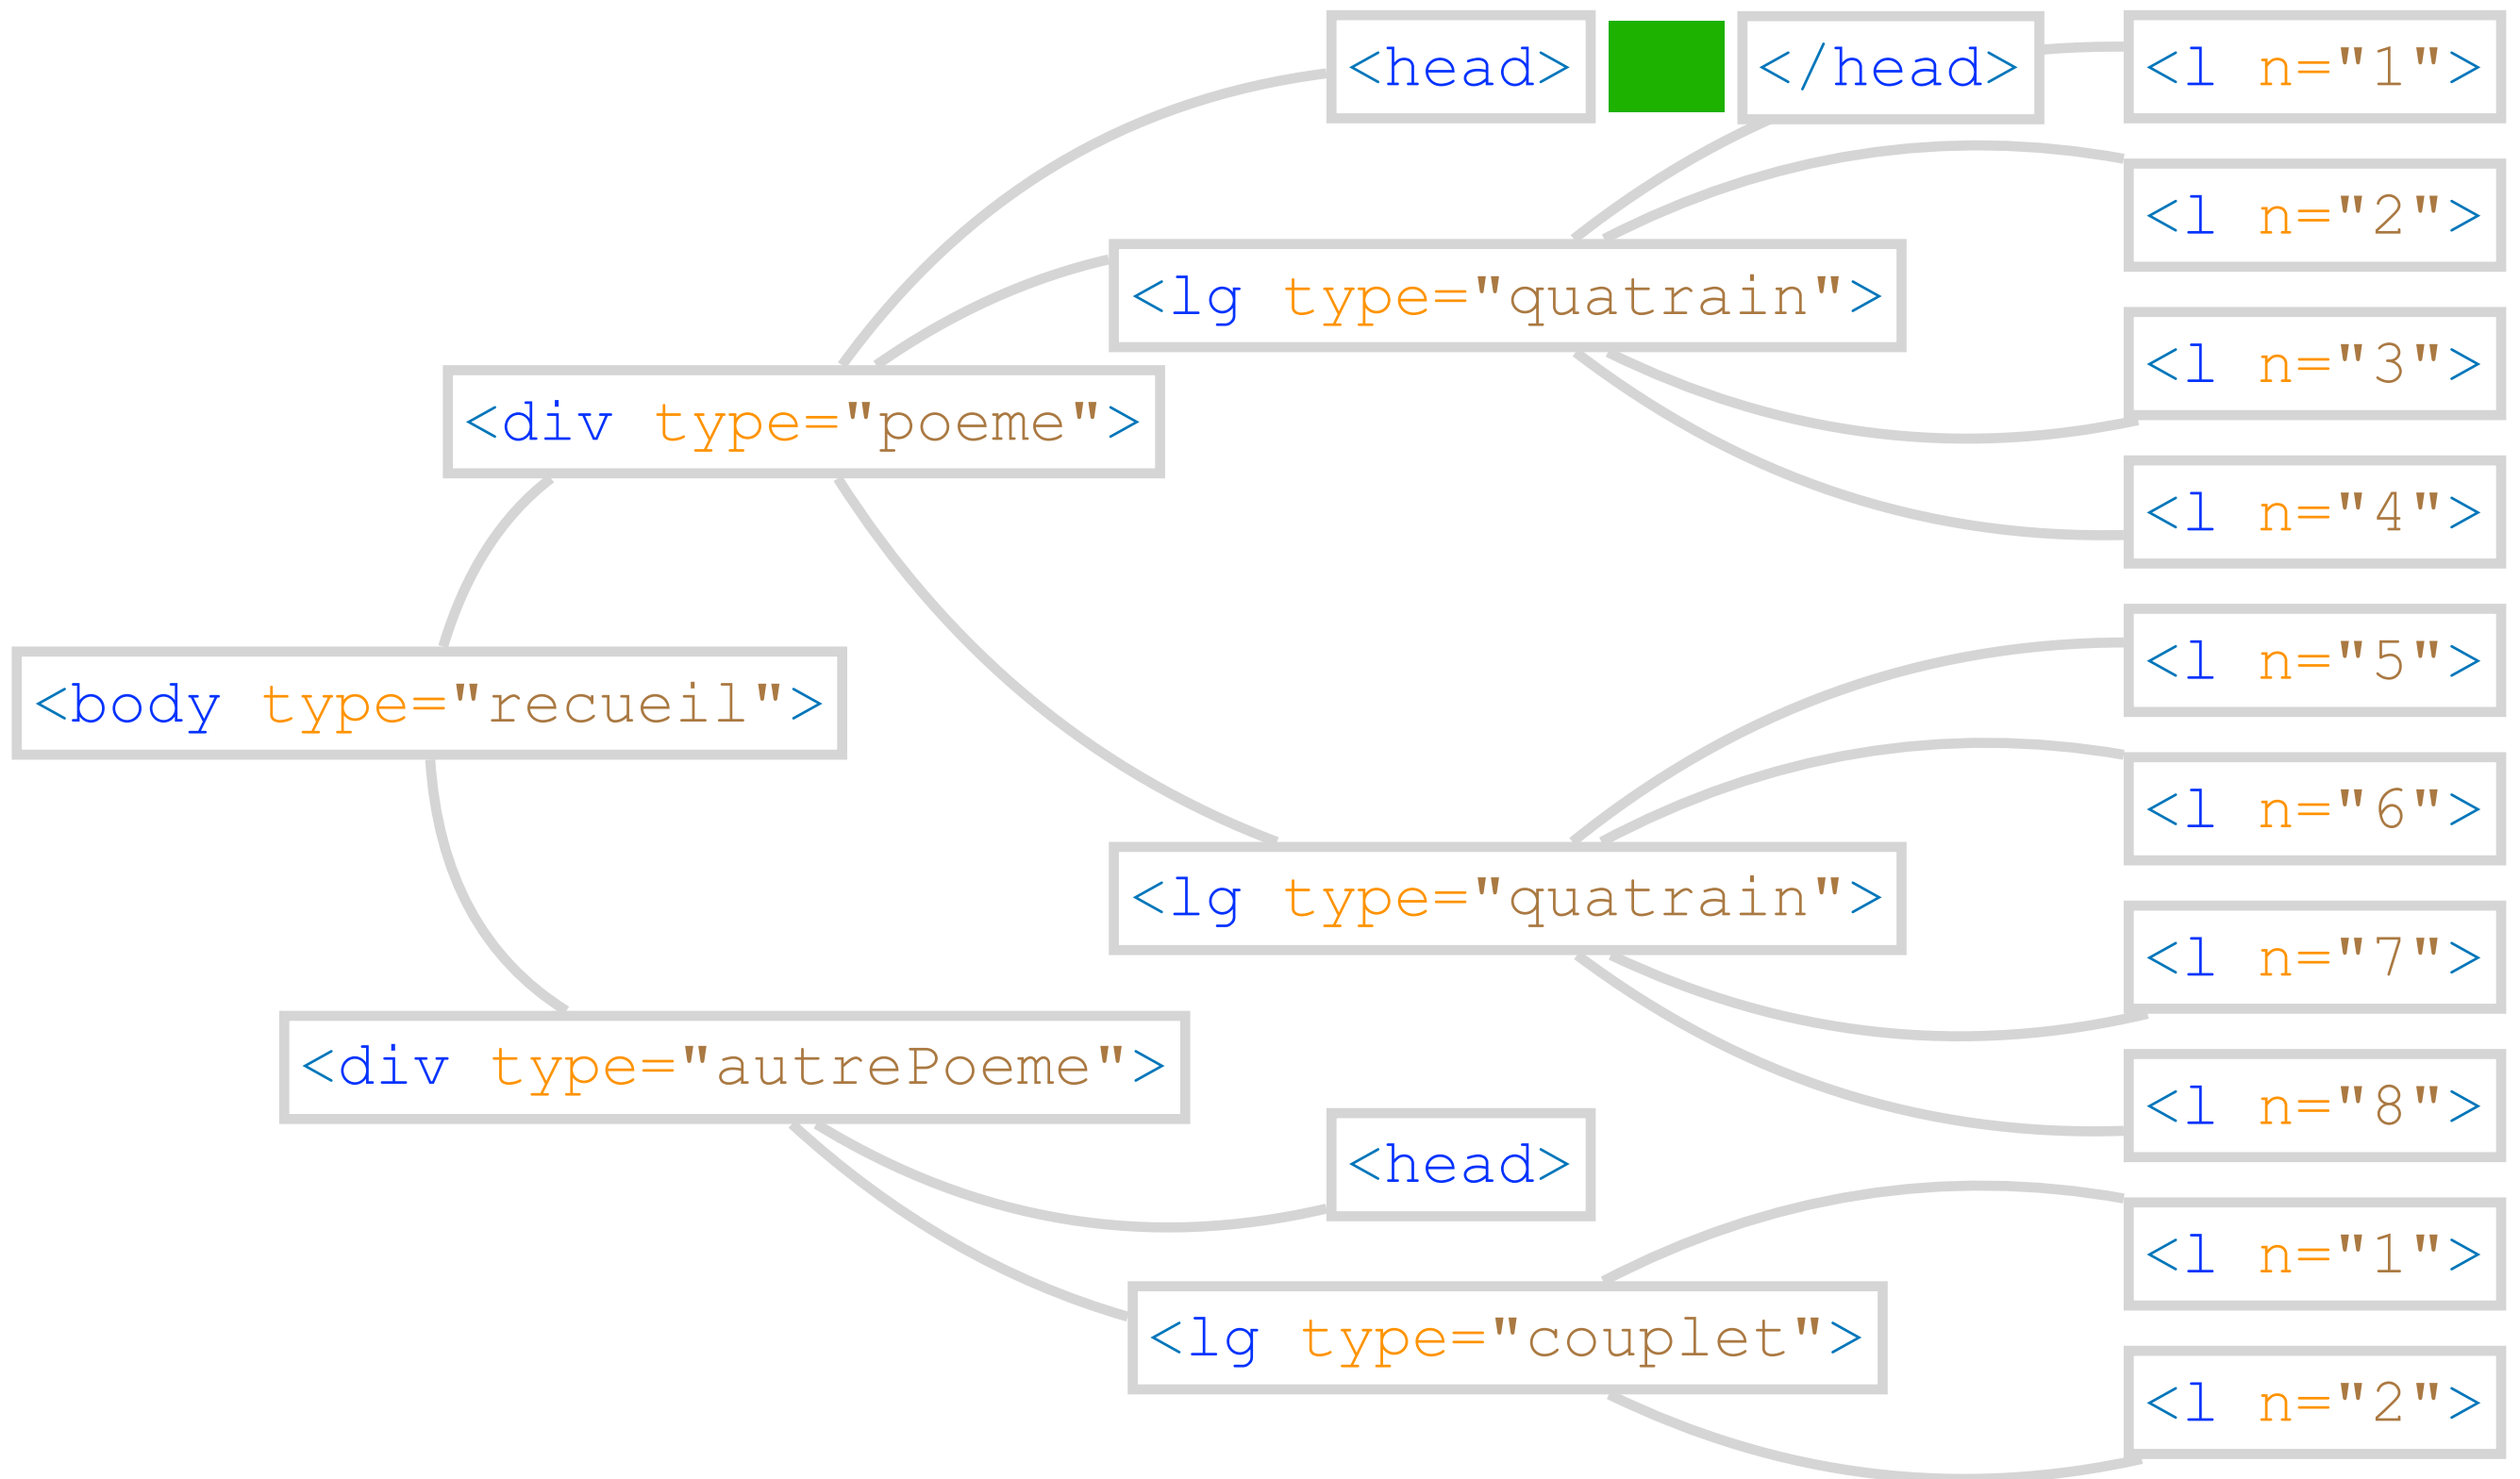 <head> </head> <l n="1">
<l n="2">
<lg type="quatrain">
<l n="3">
<div type="poeme">
<l n="4">
<l n="5">
<body type="recueil">
<l n="6">
<lg type="quatrain">
<l n="7">
<div type="autrePoeme">
<l n="8">
<head>
<l n="1">
<lg type="couplet">
<l n="2">